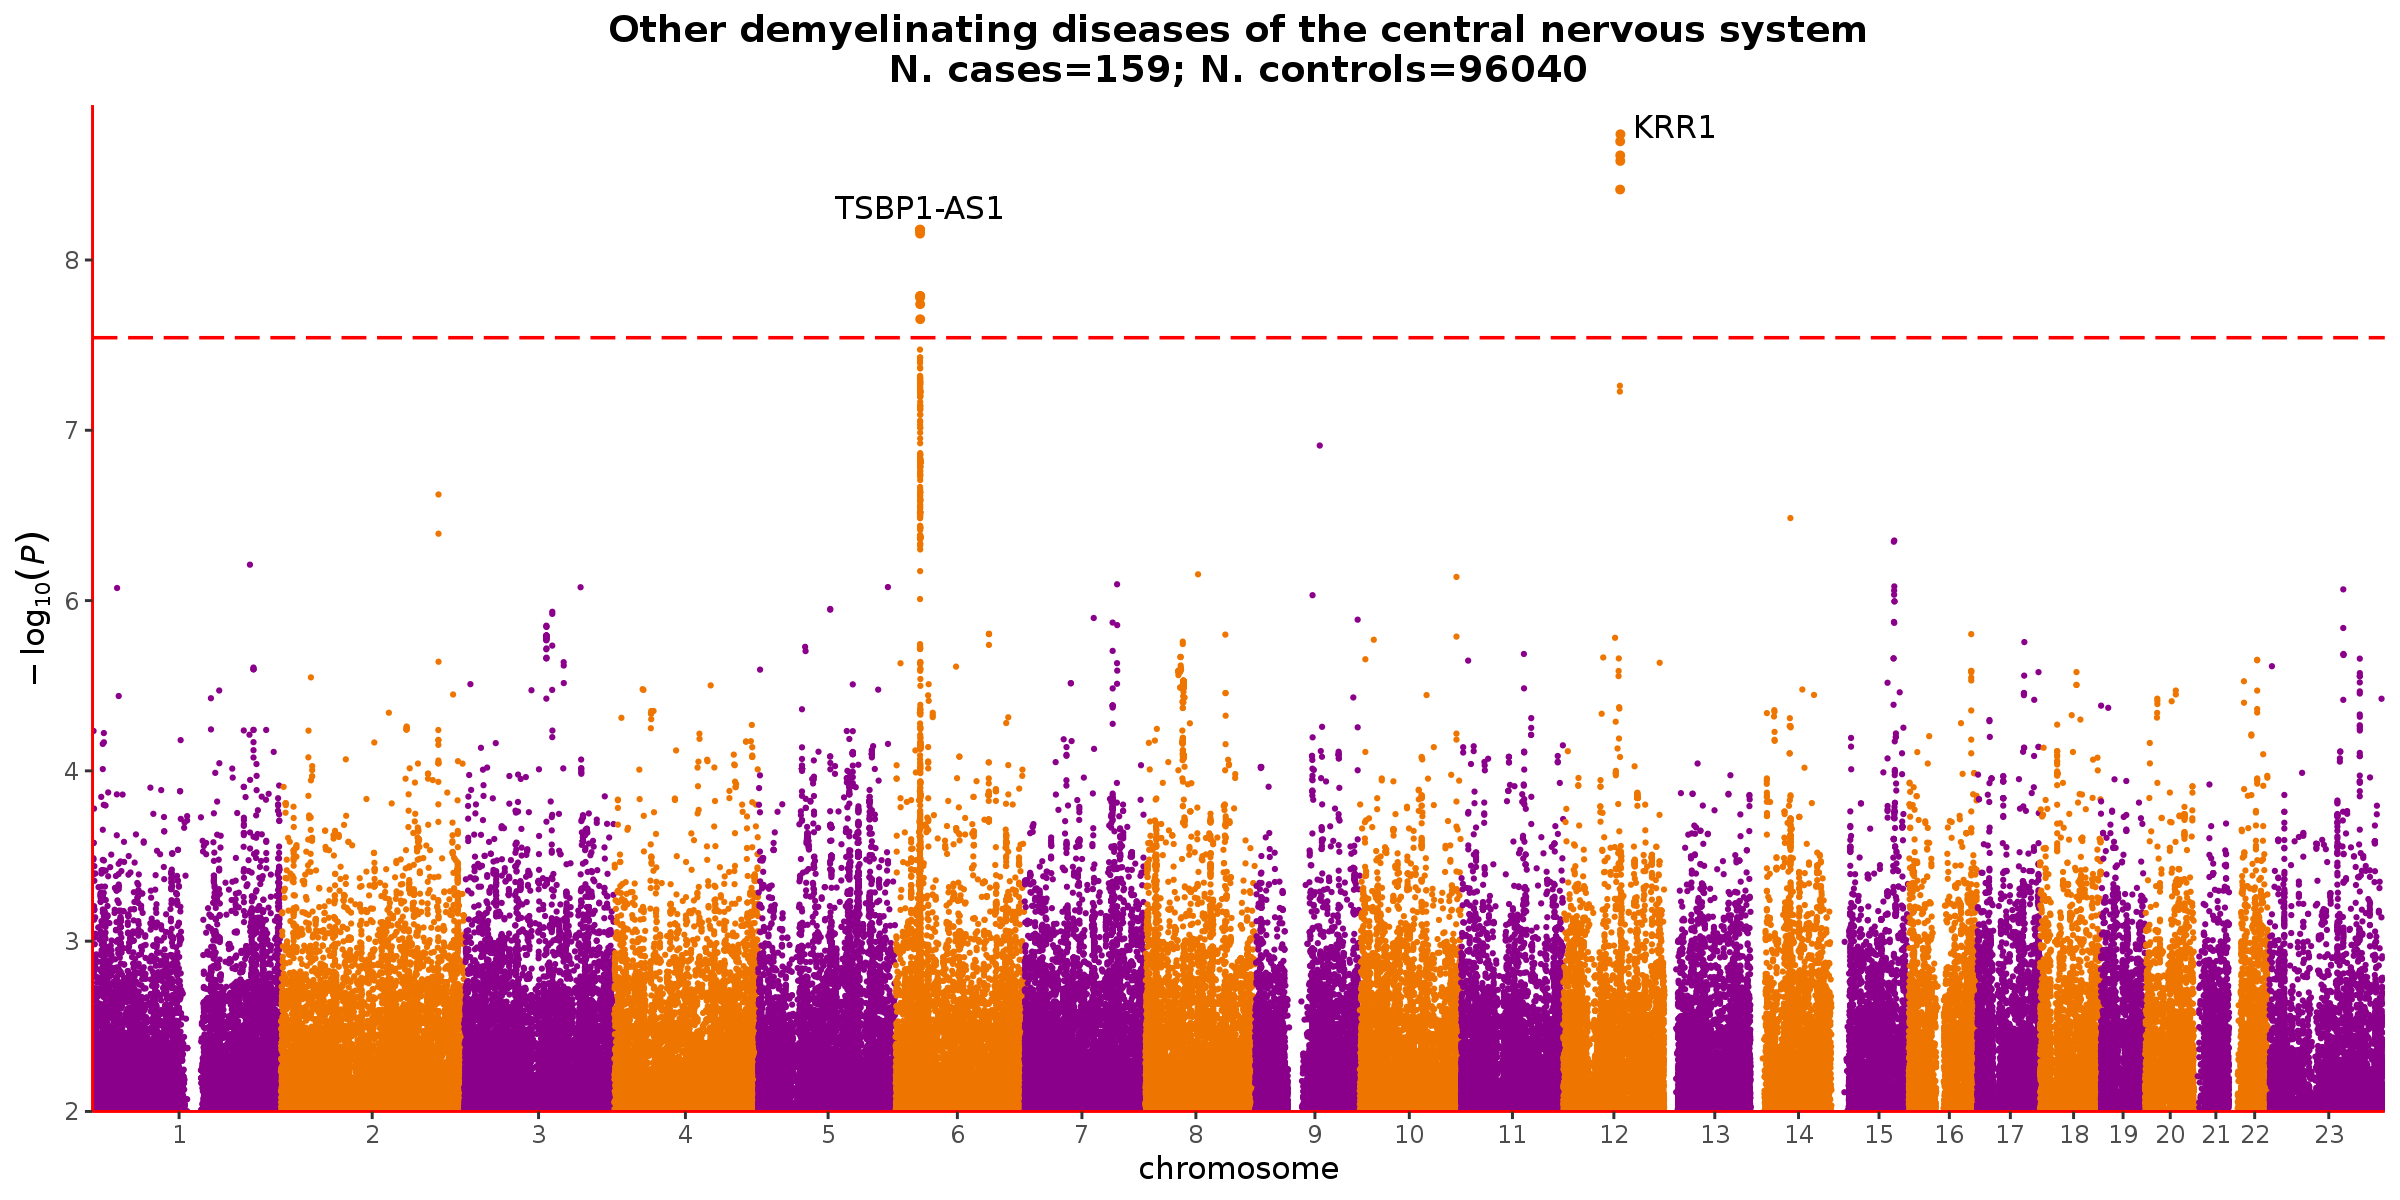 Other demyelinating diseases of the central nervous system
N. cases=159; N. controls=96040
KRR1
TSBP1-AS1
8
7
6
5
4
3
2
−log10(P)
1 2 3 4 5 6 7 8 9 10 11 12 13 14 15 16 17 18 19 20 21 22 23
chromosome